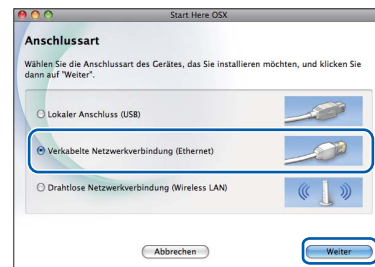 Start Here OSX
Anschlussart
Wählen Sie die Anschlussart des Gerätes, das Sie installieren möchten, und klicken Sie
dann auf "Weiter".
Lokaler Anschluss (USB)
Verkabelte Netzwerkverbindung (Ethernet)
Drahtlose Netzwerkverbindung (Wireless LAN)
Abbrechen
Weiter